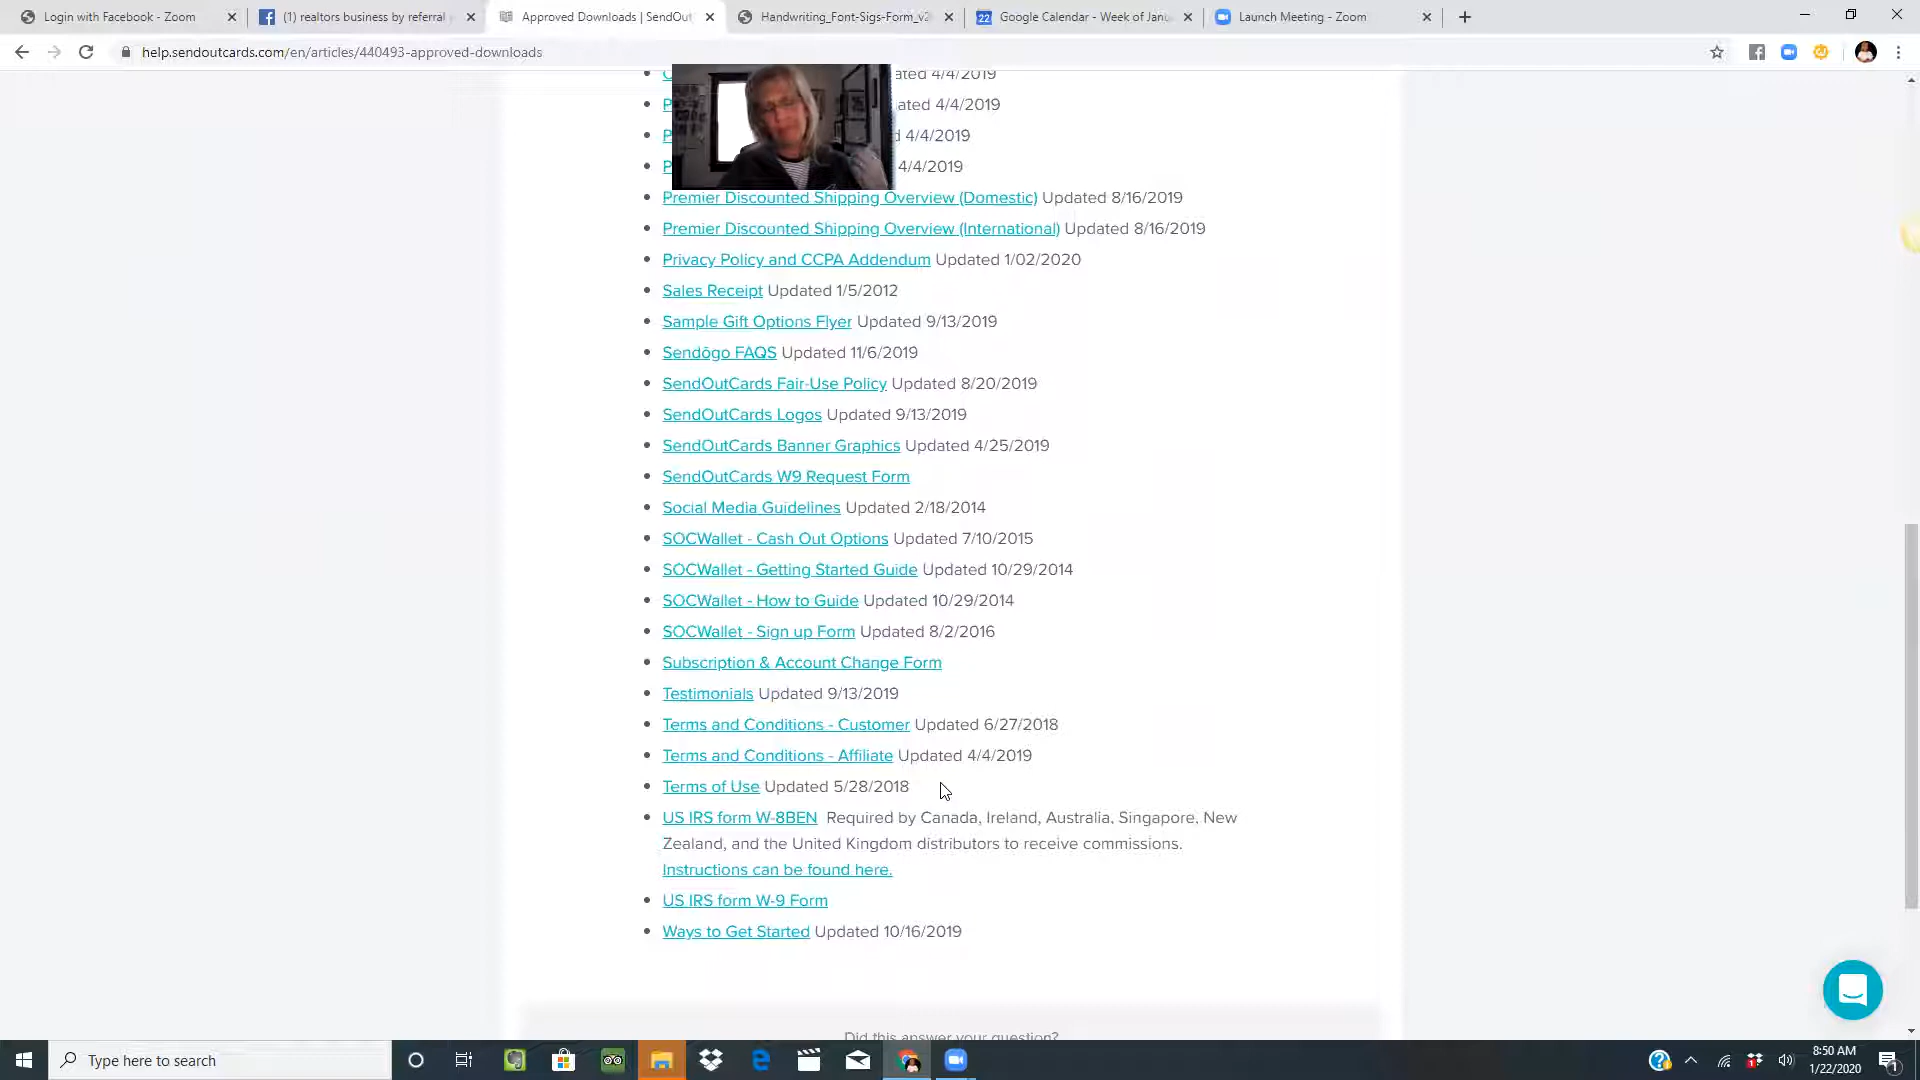 Login with Facebook - Zoom
(1) realtors business by referral
Approved Downloads | SendOut
Handwriting_Font-Sigs-Form_v2
22 Google Calendar - Week of Janu
Launch Meeting - Zoom
help.sendoutcards.com/en/articles/440493-approved-downloads
ated 4/4/2019
P ated 4/4/2019
P d 4/4/2019
P 4/4/2019
Premier Discounted Shipping Overview (Domestic) Updated 8/16/2019
Premier Discounted Shipping Overview (International) Updated 8/16/2019
Privacy Policy and CCPA Addendum Updated 1/02/2020
Sales Receipt Updated 1/5/2012
Sample Gift Options Flyer Updated 9/13/2019
Sendōgo FAQS Updated 11/6/2019
SendOutCards Fair-Use Policy Updated 8/20/2019
SendOutCards Logos Updated 9/13/2019
SendOutCards Banner Graphics Updated 4/25/2019
SendOutCards W9 Request Form
Social Media Guidelines Updated 2/18/2014
SOCWallet - Cash Out Options Updated 7/10/2015
SOCWallet - Getting Started Guide Updated 10/29/2014
SOCWallet - How to Guide Updated 10/29/2014
SOCWallet - Sign up Form Updated 8/2/2016
Subscription & Account Change Form
Testimonials Updated 9/13/2019
Terms and Conditions - Customer Updated 6/27/2018
Terms and Conditions - Affiliate Updated 4/4/2019
Terms of Use Updated 5/28/2018
US IRS form W-8BEN Required by Canada, Ireland, Australia, Singapore, New
Zealand, and the United Kingdom distributors to receive commissions.
Instructions can be found here.
US IRS form W-9 Form
Ways to Get Started Updated 10/16/2019
Did this answer your question?
Type here to search
8:50 AM
1/22/2020